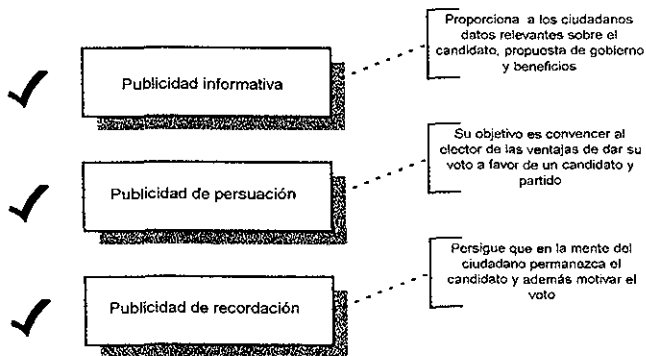 Publicidad informativa
Proporciona a los ciudadanos
datos relevantes sobre el
candidato, propuesta de gobierno
y beneficios
Publicidad de persuación
Su objetivo es convencer al
elector de las ventajas de dar su
voto a favor de un candidato y
partido
Publicidad de recordación
Persigue que en la mente del
ciudadano permanezca el
candidato y además motivar el
voto